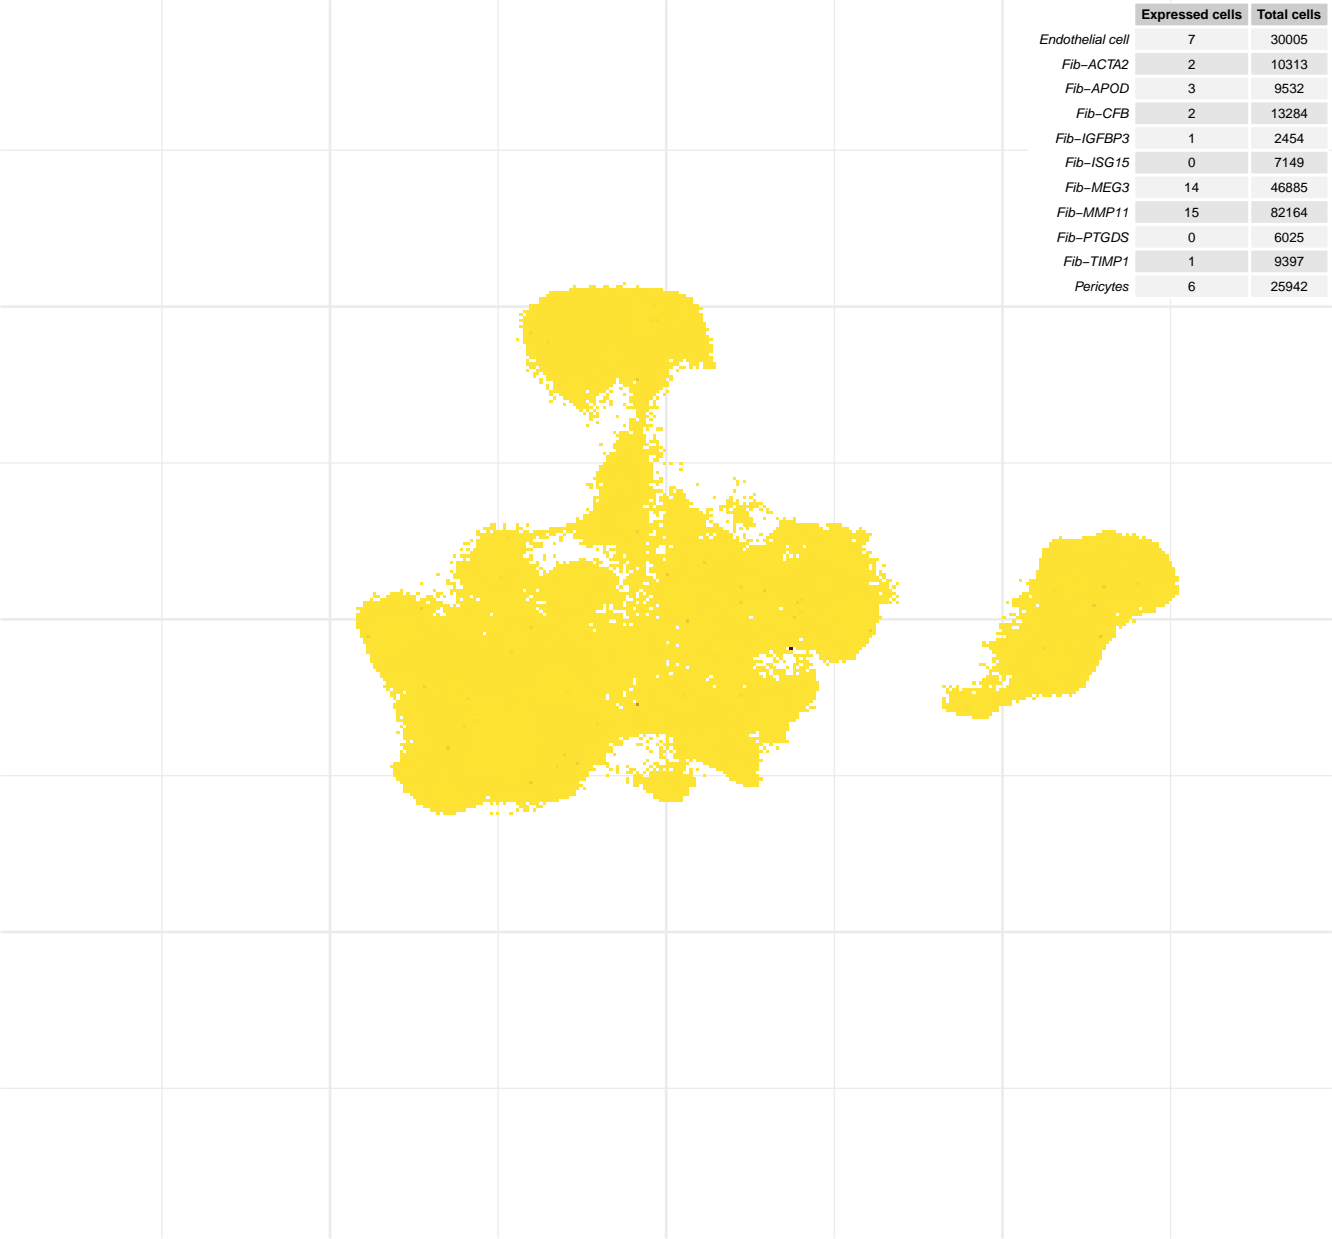 Expressed cells Total cells
Endothelial cell 7 30005
Fib−ACTA2 2 10313
Fib−APOD 3 9532
Fib−CFB 2 13284
Fib−IGFBP3 1 2454
Fib−ISG15 0 7149
Fib−MEG3 14 46885
Fib−MMP11 15 82164
Fib−PTGDS 0 6025
Fib−TIMP1 1 9397
Pericytes 6 25942